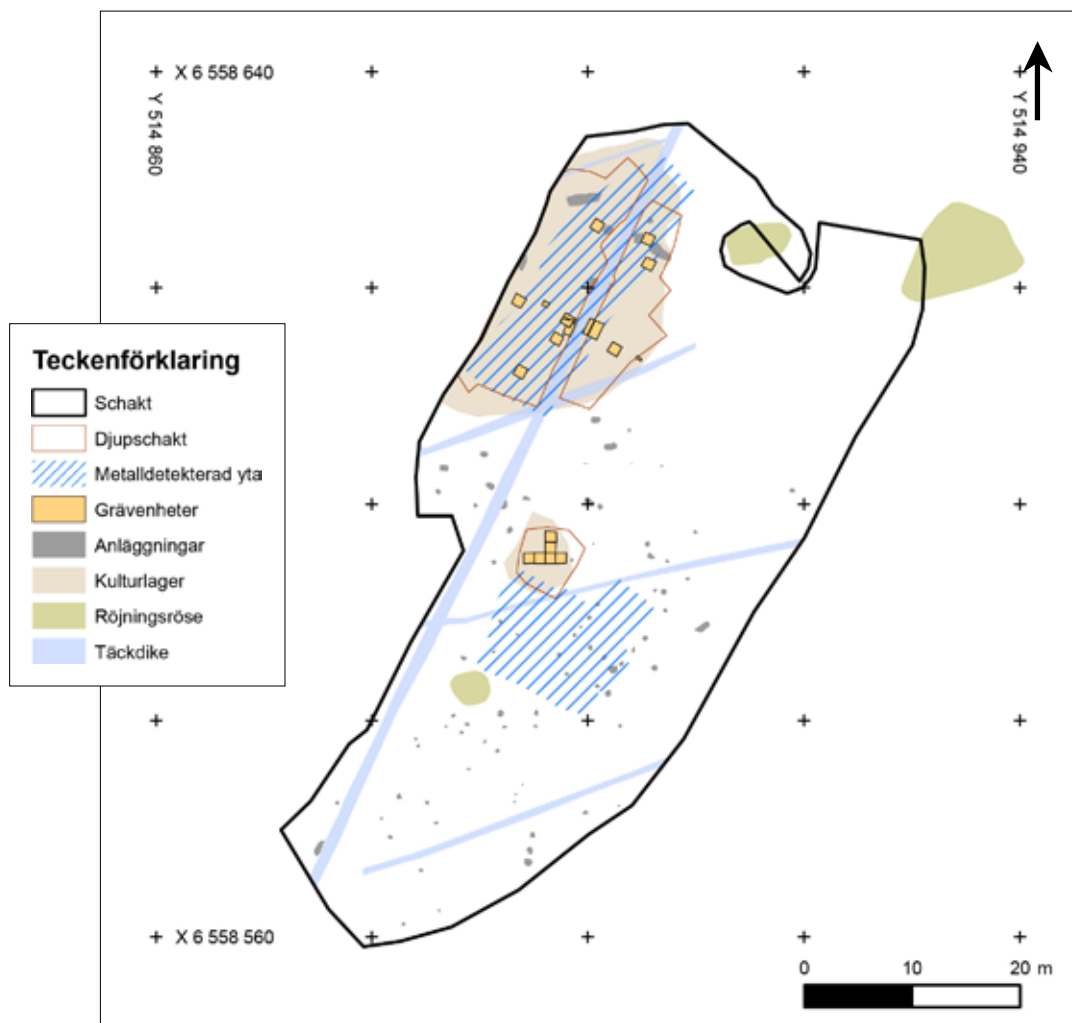 X 6 558 640
Y 514 860
Y 514 940
Teckenförklaring
Schakt
Djupschakt
Metalldetekterad yta
Grävenheter
Anläggningar
Kulturlager
Röjningsröse
Täckdike
X 6 558 560
0 10 20 m